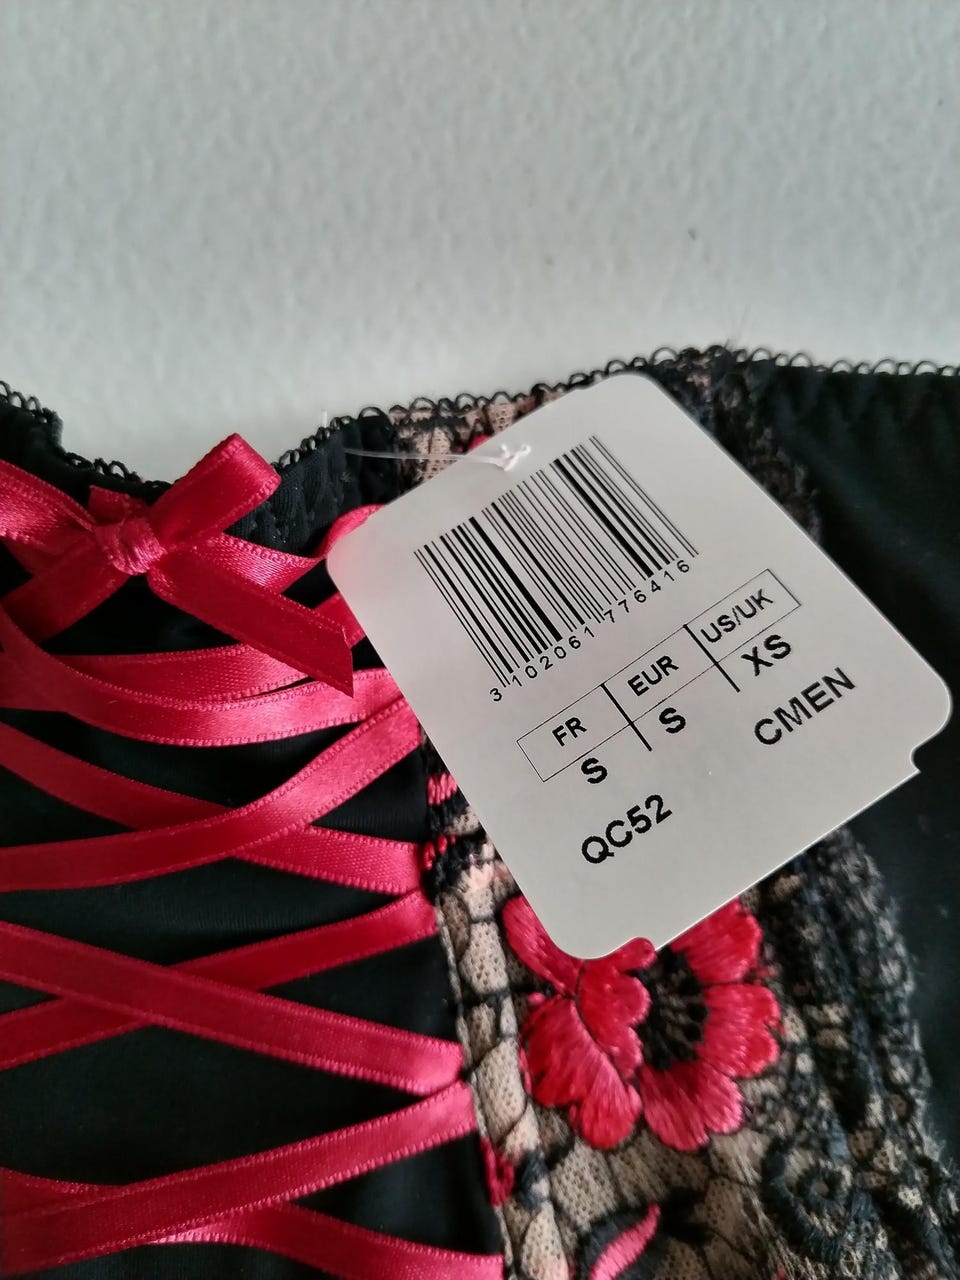 3102061776416
FR EUR US/UK
S S XS
QC52 CMEN